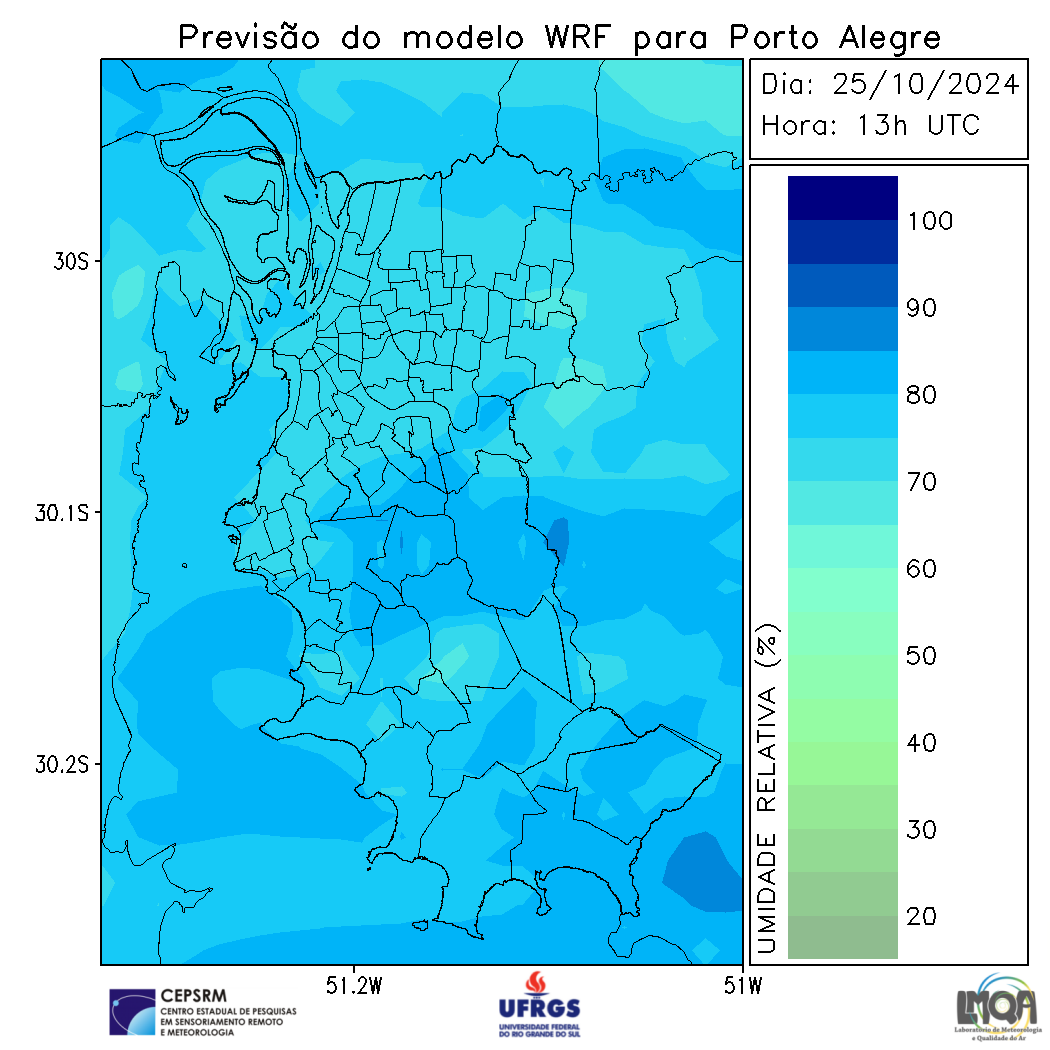 Previsão do modelo WRF para Porto Alegre
Dia: 25/10/2024
Hora: 13h UTC
30S
30.1S
30.2S
51.2W
51W
100
90
80
70
60
50
40
30
20
UMIDADE RELATIVA (%)
CEPSRM
CENTRO ESTADUAL DE PESQUISAS
EM SENSORIAMENTO REMOTO
E METEOROLOGIA
UFRGS
UNIVERSIDADE FEDERAL
DO RIO GRANDE DO SUL
LMQA
Laboratório de Meteorologia
e Qualidade do Ar